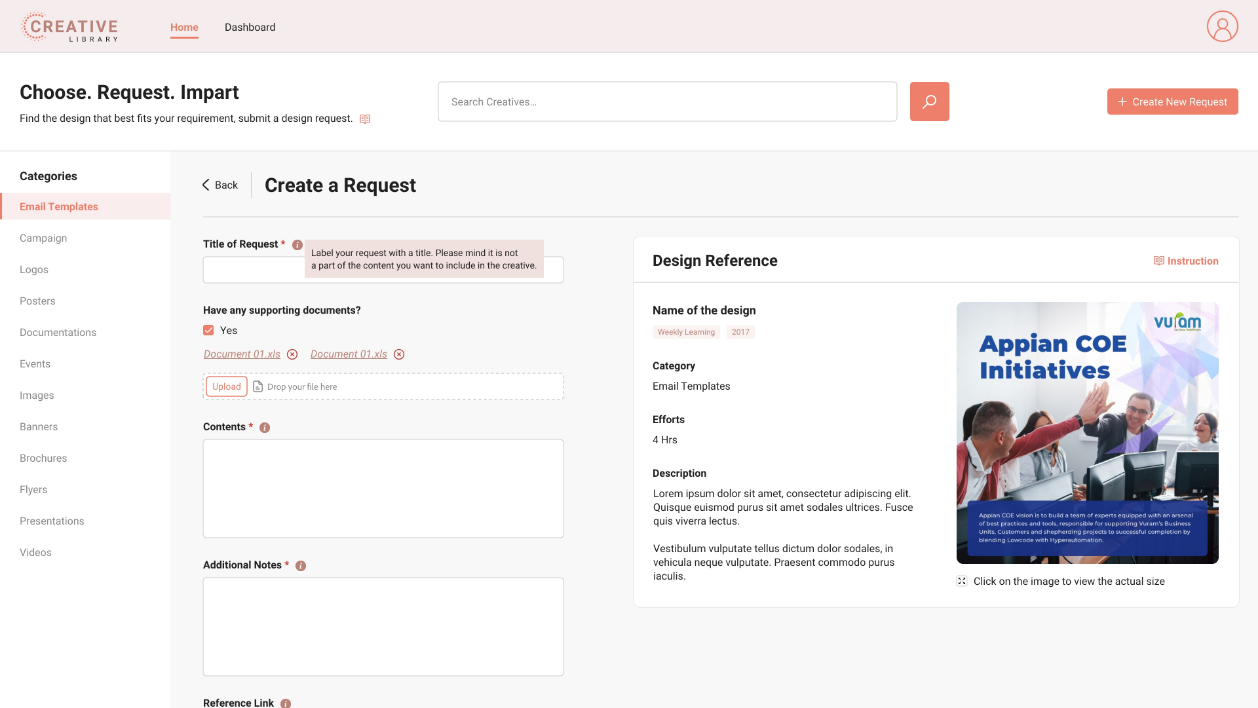 CREATIVE
LIBRARY
Home
Dashboard
Choose. Request. Impart
Find the design that best fits your requirement, submit a design request.
Search Creatives...
+ Create New Request
Categories
Email Templates
Campaign
Logos
Posters
Documentations
Events
Images
Banners
Brochures
Flyers
Presentations
Videos
Back
Create a Request
Title of Request *
Label your request with a title. Please mind it is not
a part of the content you want to include in the creative.
Have any supporting documents?
Yes
Document 01.xls
Document 01.xls
Upload
Drop your file here
Contents *
Additional Notes *
Reference Link
Design Reference
Instruction
Name of the design
Weekly Learning
2017
Category
Email Templates
Efforts
4 Hrs
Description
Lorem ipsum dolor sit amet, consectetur adipiscing elit.
Quisque euismod purus sit amet sodales ultrices. Fusce
quis viverra lectus.
Vestibulum vulputate tellus dictum dolor sodales, in
vehicula neque vulputate. Praesent commodo purus
iaculis.
vuram
Appian COE
Initiatives
Appian COE vision is to build a team of experts equipped with an arsenal
of best practices and tools, responsible for supporting Vuram's Business
Units, Customers and shepherding projects to successful completion by
blending Lowcode with Hyperautomation.
Click on the image to view the actual size